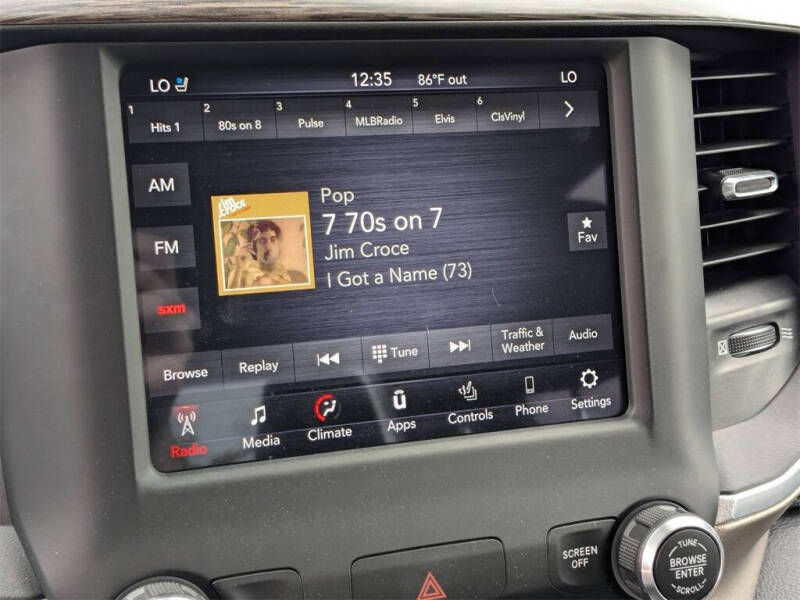 LO 12:35 86°F out LO
1 Hits 1 2 80s on 8 3 Pulse 4 MLBRadio 5 Elvis 6 ClsVinyl
AM
FM
sxm
jim
croce
Pop
7 70s on 7
Jim Croce
I Got a Name (73)
Fav
Browse Replay Tune Traffic & Weather Audio
Radio Media Climate Apps Controls Phone Settings
SCREEN
OFF
TUNE
BROWSE
ENTER
SCROLL